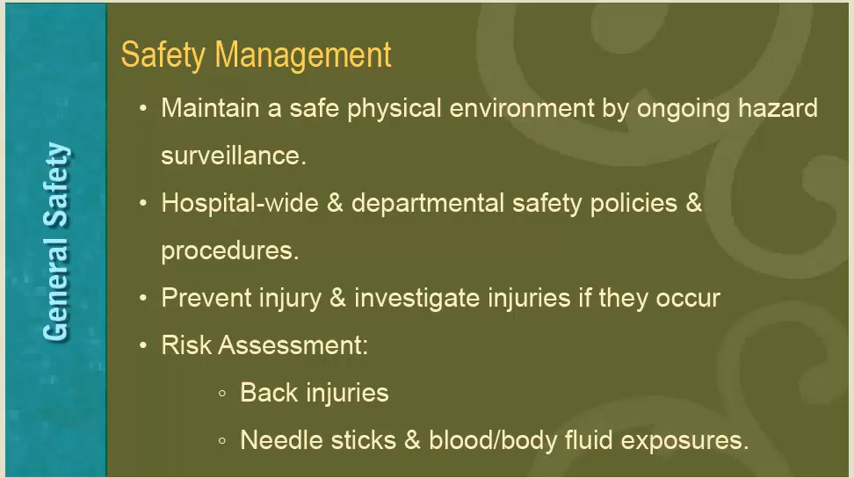 General Safety
Safety Management
• Maintain a safe physical environment by ongoing hazard
surveillance.
• Hospital-wide & departmental safety policies &
procedures.
• Prevent injury & investigate injuries if they occur
• Risk Assessment:
◦ Back injuries
◦ Needle sticks & blood/body fluid exposures.